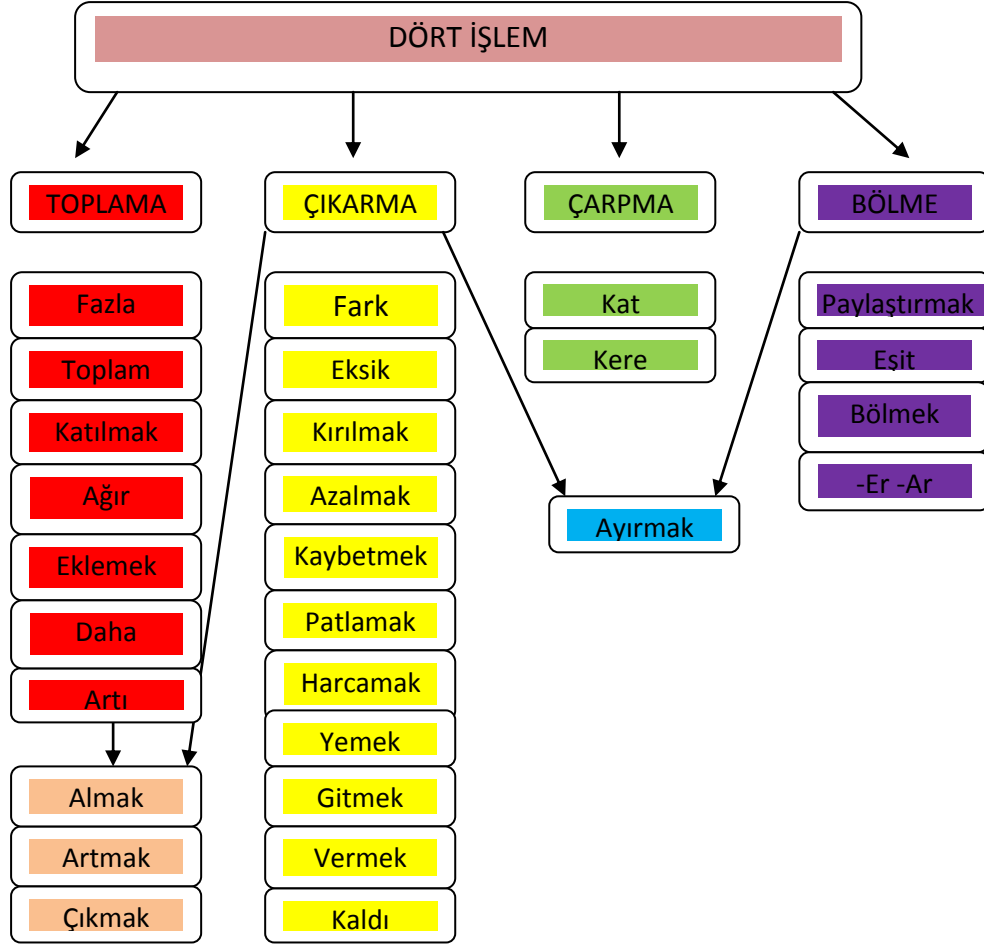 DÖRT İŞLEM
TOPLAMA
ÇIKARMA
ÇARPMA
BÖLME
Fazla
Toplam
Katılmak
Ağır
Eklemek
Daha
Artı
Almak
Artmak
Çıkmak
Fark
Eksik
Kırılmak
Azalmak
Kaybetmek
Patlamak
Harcamak
Yemek
Gitmek
Vermek
Kaldı
Kat
Kere
Ayırmak
Paylaştırmak
Eşit
Bölmek
-Er -Ar